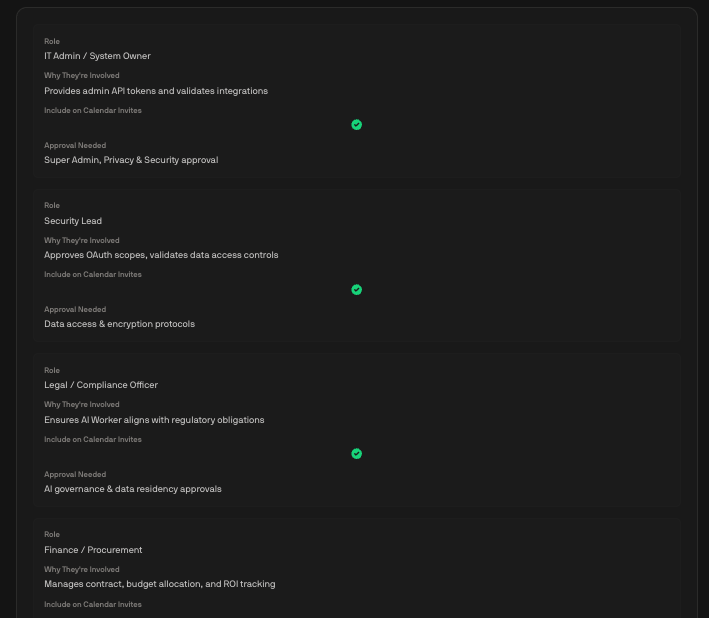 Role
IT Admin / System Owner
Why They're Involved
Provides admin API tokens and validates integrations
Include on Calendar Invites
Approval Needed
Super Admin, Privacy & Security approval
Role
Security Lead
Why They're Involved
Approves OAuth scopes, validates data access controls
Include on Calendar Invites
Approval Needed
Data access & encryption protocols
Role
Legal / Compliance Officer
Why They're Involved
Ensures AI Worker aligns with regulatory obligations
Include on Calendar Invites
Approval Needed
AI governance & data residency approvals
Role
Finance / Procurement
Why They're Involved
Manages contract, budget allocation, and ROI tracking
Include on Calendar Invites